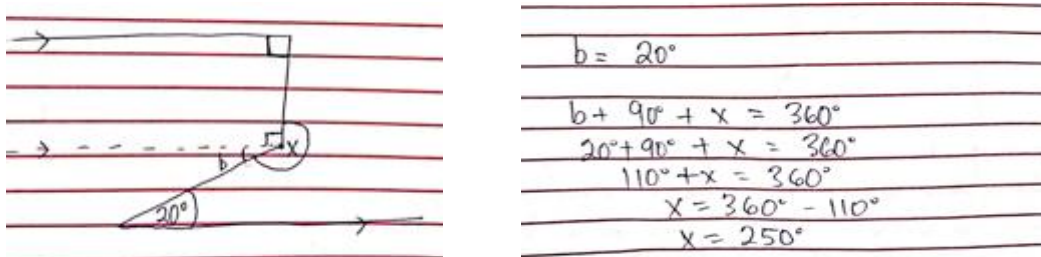 x
b
20°
b = 20°
b + 90° + x = 360°
20° + 90° + x = 360°
110° + x = 360°
x = 360° - 110°
x = 250°